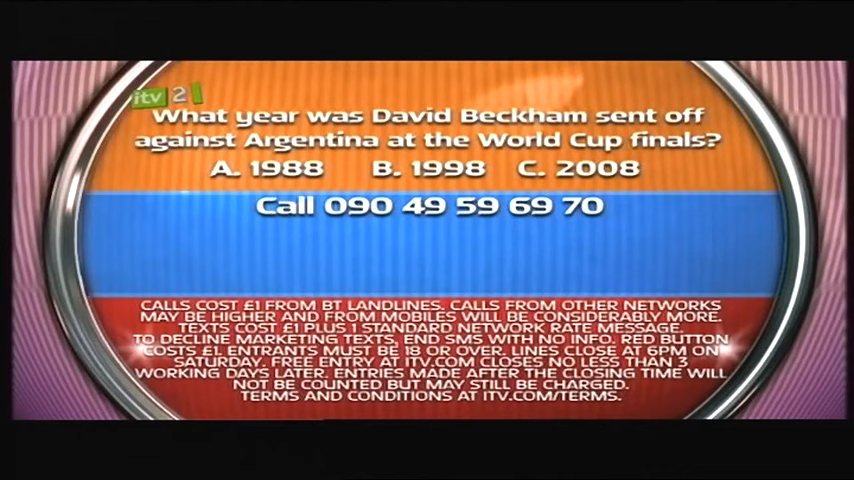 itv 2
What year was David Beckham sent off
against Argentina at the World Cup finals?
A. 1988 B. 1998 C. 2008
Call 090 49 59 69 70
CALLS COST £1 FROM BT LANDLINES. CALLS FROM OTHER NETWORKS
MAY BE HIGHER AND FROM MOBILES WILL BE CONSIDERABLY MORE.
TEXTS COST £1 PLUS 1 STANDARD NETWORK RATE MESSAGE.
TO DECLINE MARKETING TEXTS, END SMS WITH NO INFO. RED BUTTON
COSTS £1. ENTRANTS MUST BE 18 OR OVER. LINES CLOSE AT 6PM ON
SATURDAY. FREE ENTRY AT ITV.COM CLOSES NO LESS THAN 3
WORKING DAYS LATER. ENTRIES MADE AFTER THE CLOSING TIME WILL
NOT BE COUNTED BUT MAY STILL BE CHARGED.
TERMS AND CONDITIONS AT ITV.COM/TERMS.